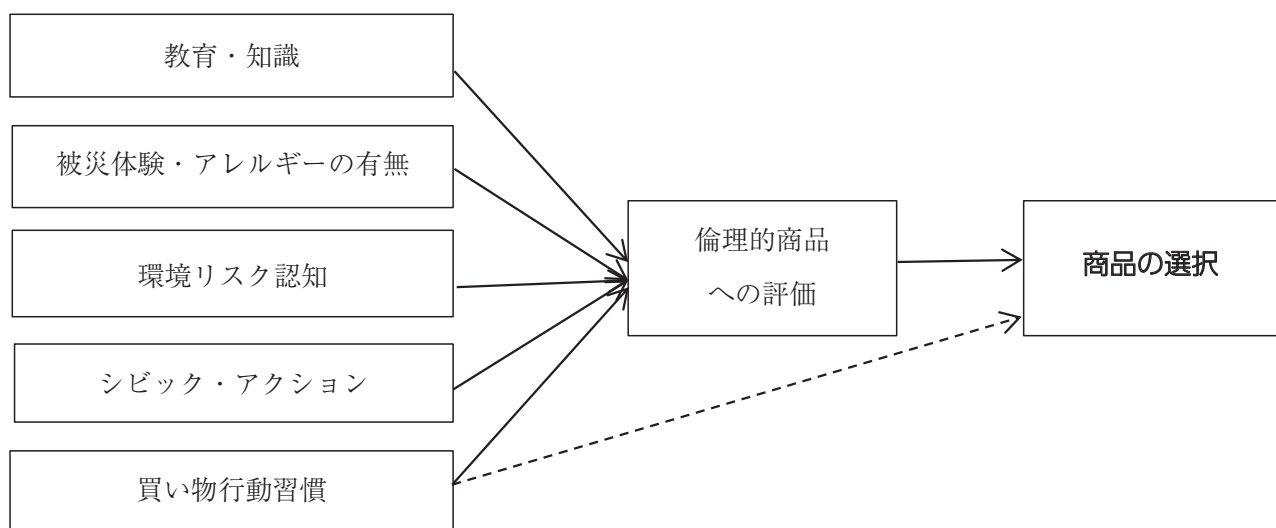 教育・知識
被災体験・アレルギーの有無
環境リスク認知
シビック・アクション
買い物行動習慣
倫理的商品
への評価
商品の選択